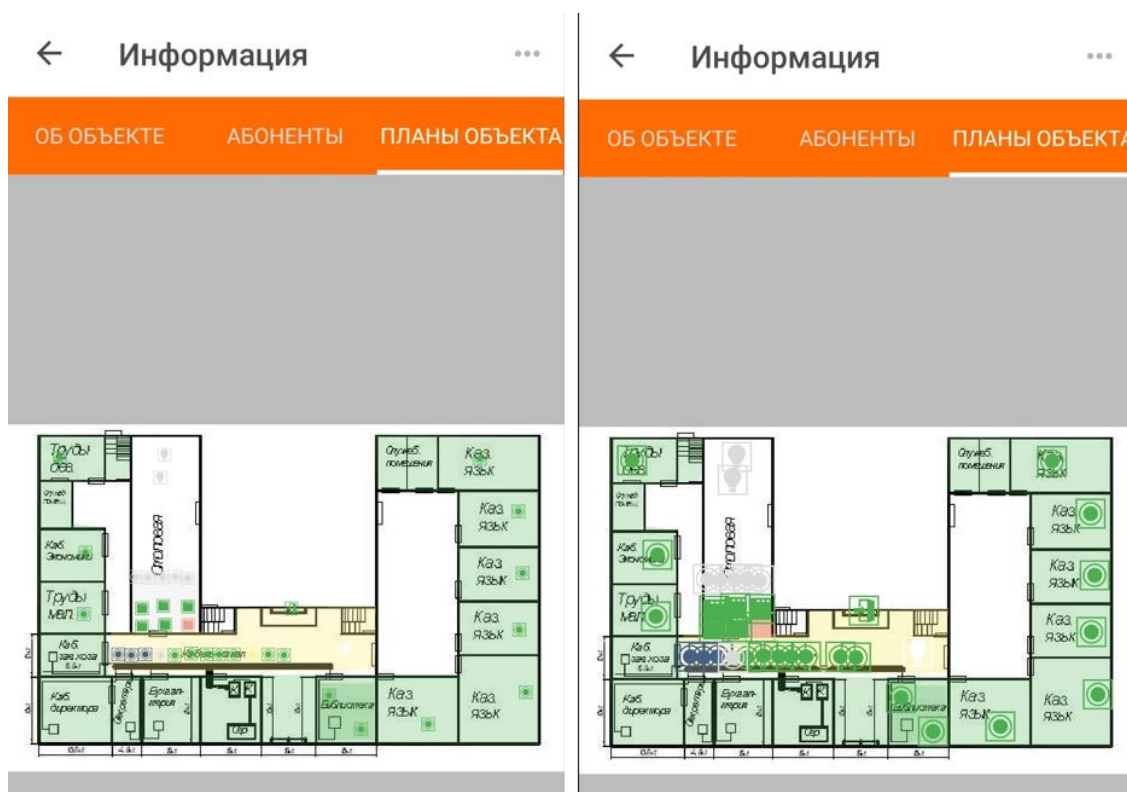 Информация
ОБ ОБЪЕКТЕ АБОНЕНТЫ ПЛАНЫ ОБЪЕКТА
Труды
дев.
Служеб.
помещения
Каз.
язык
Каз.
язык
Столовая
Каб.
Экономики
Каз.
язык
Труды
мал.
Каз.
язык
Каб.
зав. хоза
Каб.
директора
Бухгал-
терия
Сер
Библиотека
Каз.
язык
Каз.
язык
Информация
ОБ ОБЪЕКТЕ АБОНЕНТЫ ПЛАНЫ ОБЪЕКТА
Труды
дев.
Служеб.
помещения
Каз.
язык
Каз.
язык
Столовая
Каб.
Экономики
Каз.
язык
Труды
мал.
Каз.
язык
Каб.
зав. хоза
Каб.
директора
Бухгал-
терия
Сер
Библиотека
Каз.
язык
Каз.
язык